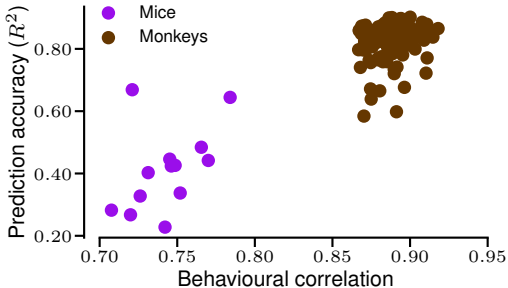 Mice
Monkeys
Prediction accuracy (R²)
0.80
0.60
0.40
0.20
0.70 0.75 0.80 0.85 0.90 0.95
Behavioural correlation